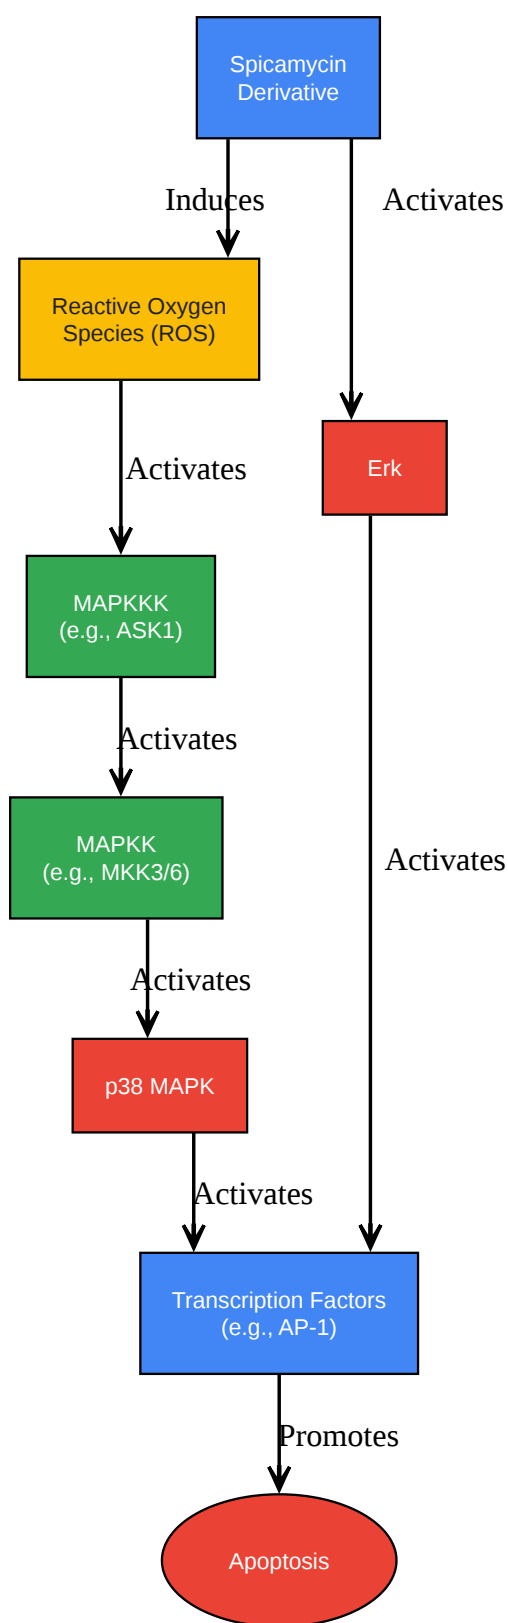 Spicamycin
Derivative
Induces
Activates
Reactive Oxygen
Species (ROS)
Erk
Activates
MAPKKK
(e.g., ASK1)
Activates
MAPKK
(e.g., MKK3/6)
Activates
Activates
p38 MAPK
Activates
Transcription Factors
(e.g., AP-1)
Promotes
Apoptosis